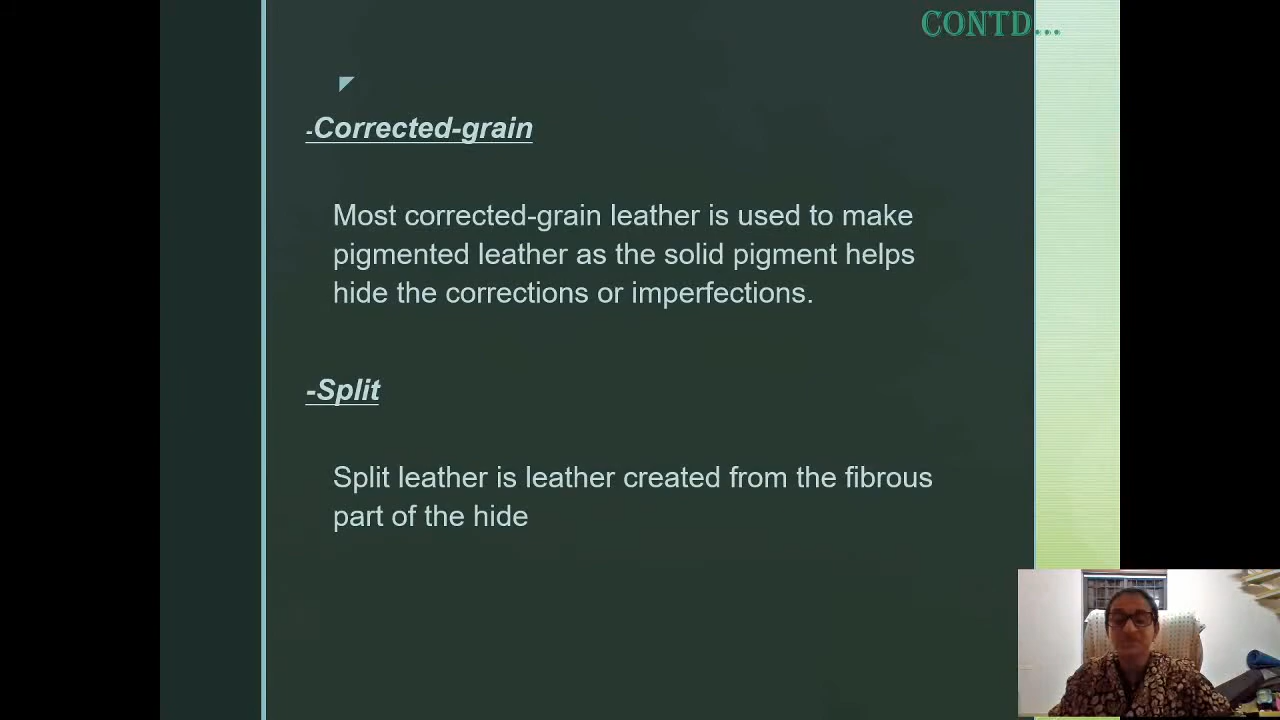 CONTD...
-Corrected-grain
Most corrected-grain leather is used to make
pigmented leather as the solid pigment helps
hide the corrections or imperfections.
-Split
Split leather is leather created from the fibrous
part of the hide